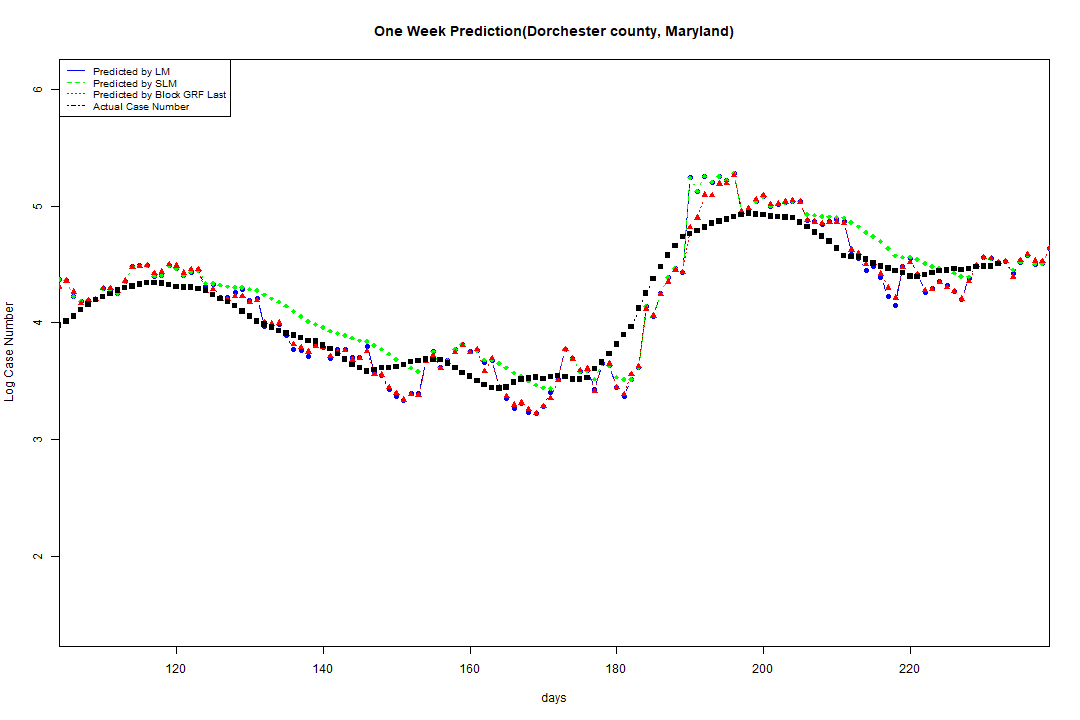 One Week Prediction(Dorchester county, Maryland)
Predicted by LM
Predicted by SLM
Predicted by Block GRF Last
Actual Case Number
6
5
4
3
2
Log Case Number
120 140 160 180 200 220
days